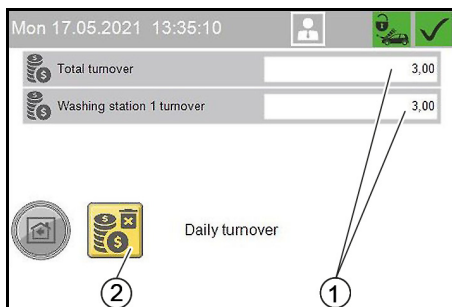 Mon 17.05.2021 13:35:10
Total turnover 3,00
Washing station 1 turnover 3,00
Daily turnover
2 1